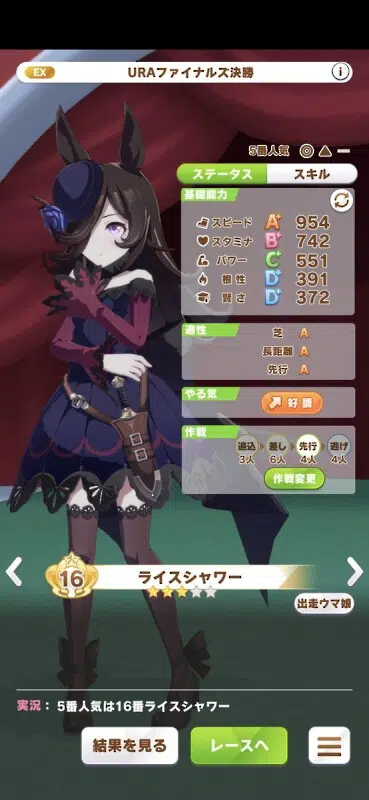 EX URAファイナルズ決勝
5番人気 ◎ ▲ ー
ステータス スキル
基礎能力
スピード A+ 954
スタミナ B+ 742
パワー C+ 551
根性 D+ 391
賢さ D+ 372
適性
芝 A
長距離 A
先行 A
やる気 好調
作戦
追込 差し 先行 逃げ
3人 6人 4人 4人
作戦変更
16 ライスシャワー
出走ウマ娘
実況: 5番人気は16番ライスシャワー
結果を見る レースへ